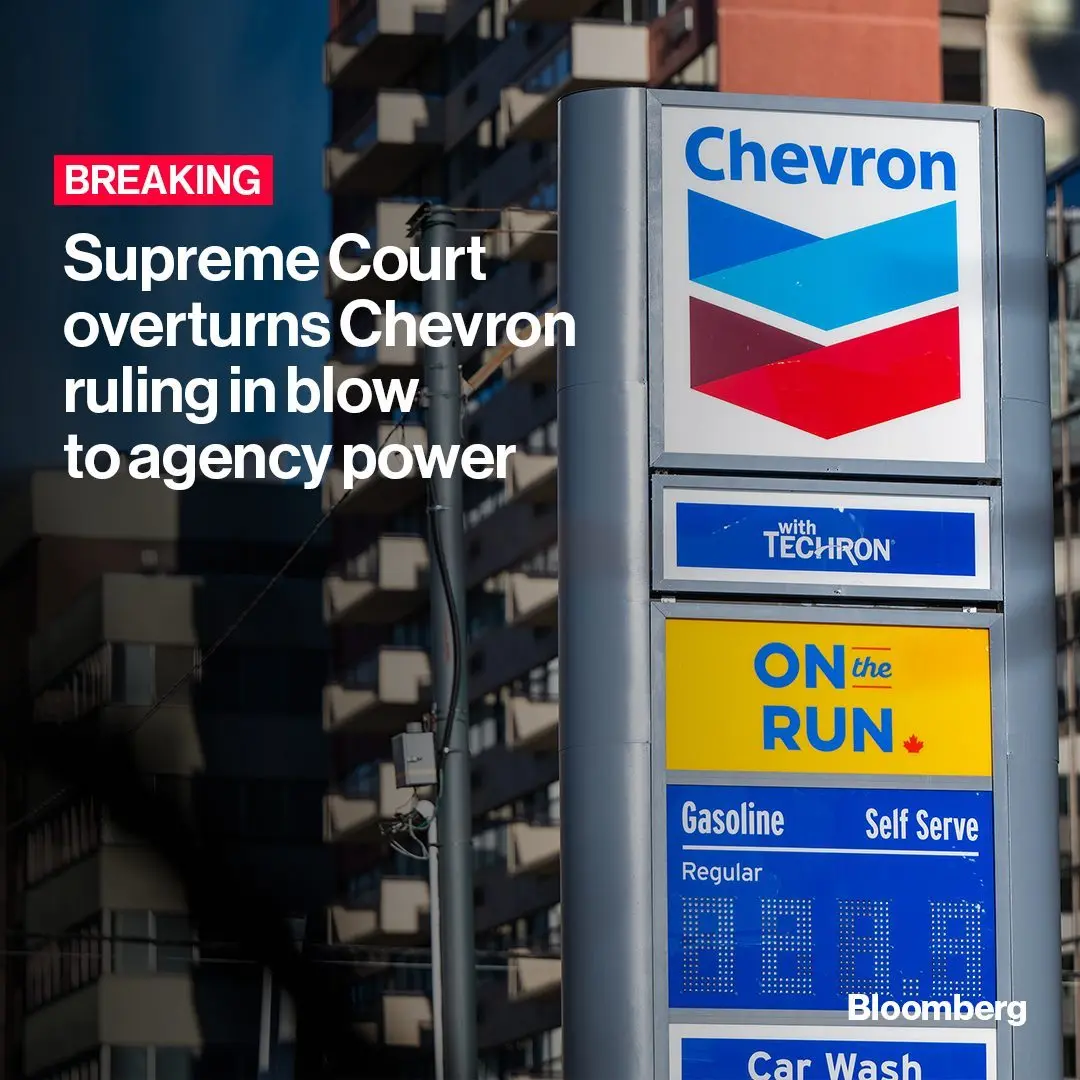 BREAKING
Supreme Court
overturns Chevron
ruling in blow
to agency power
Chevron
with
TECHRON
ON the
RUN
Gasoline Self Serve
Regular
Bloomberg
Car Wash